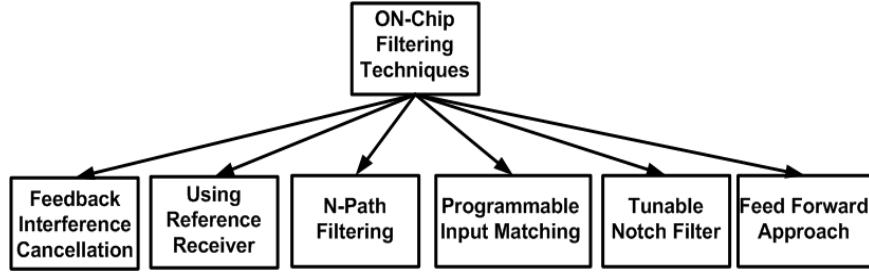 ON-Chip
Filtering
Techniques
Feedback
Interference
Cancellation
Using
Reference
Receiver
N-Path
Filtering
Programmable
Input Matching
Tunable
Notch Filter
Feed Forward
Approach